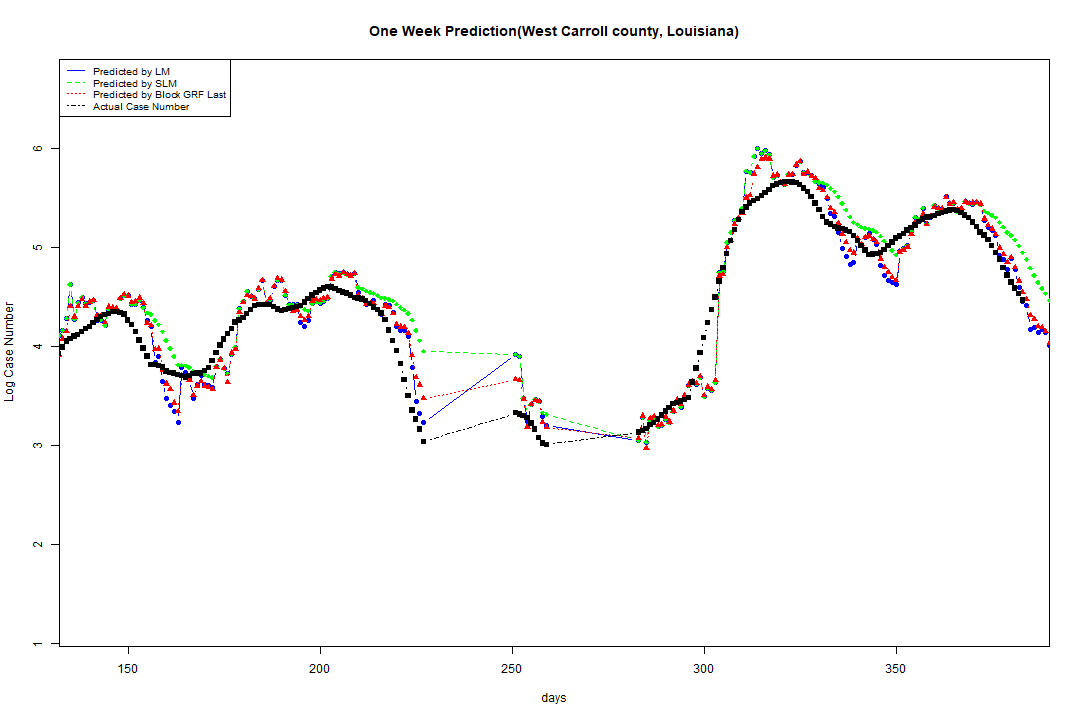 One Week Prediction(West Carroll county, Louisiana)
Predicted by LM
Predicted by SLM
Predicted by Block GRF Last
Actual Case Number
Log Case Number
6
5
4
3
2
1
150 200 250 300 350
days